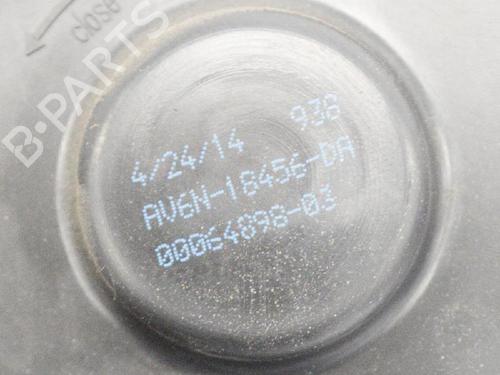 close
B-PARTS
4/24/14 938
AV6N-18456-DA
00064898-03